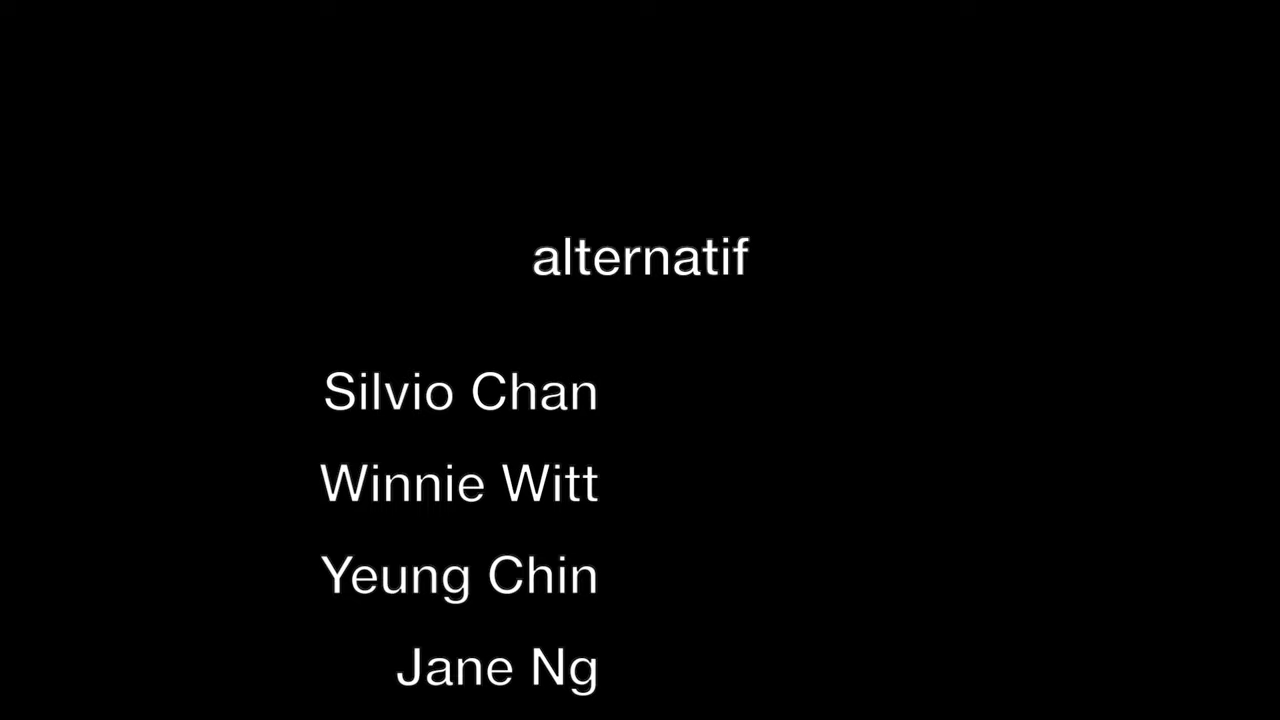 alternatif
Silvio Chan
Winnie Witt
Yeung Chin
Jane Ng